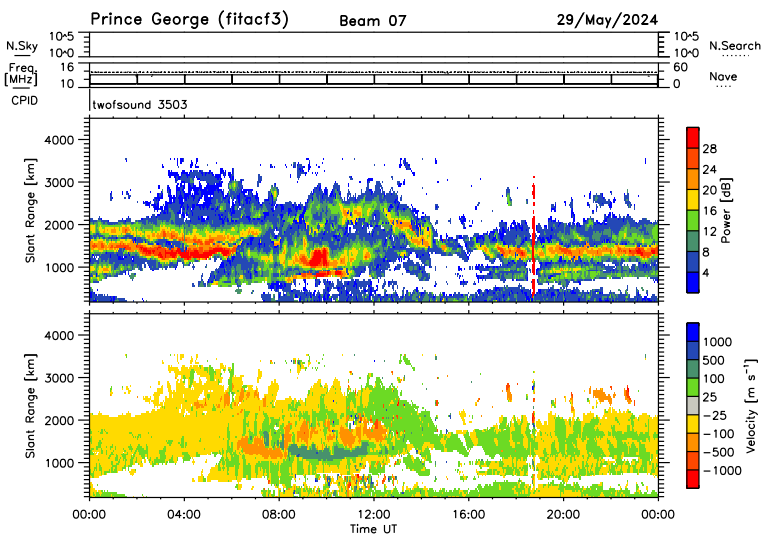 Prince George (fitacf3) Beam 07 29/May/2024
N.Sky 10^5 10^0 10^5 10^0 N.Search
Freq. [MHz] 16 10 60 0 Nave
CPID twofsound 3503
Slant Range [km] 4000 3000 2000 1000
Power [dB] 28 24 20 16 12 8 4
Slant Range [km] 4000 3000 2000 1000
Velocity [m s⁻¹] 1000 500 100 25 −25 −100 −500 −1000
00:00 04:00 08:00 12:00 16:00 20:00 00:00
Time UT